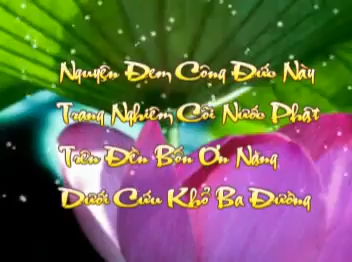 Nguyện Đem Công Đức Này
Trang Nghiêm Cõi Nước Phật
Trên Đền Bốn Ơn Nặng
Dưới Cứu Khổ Ba Đường